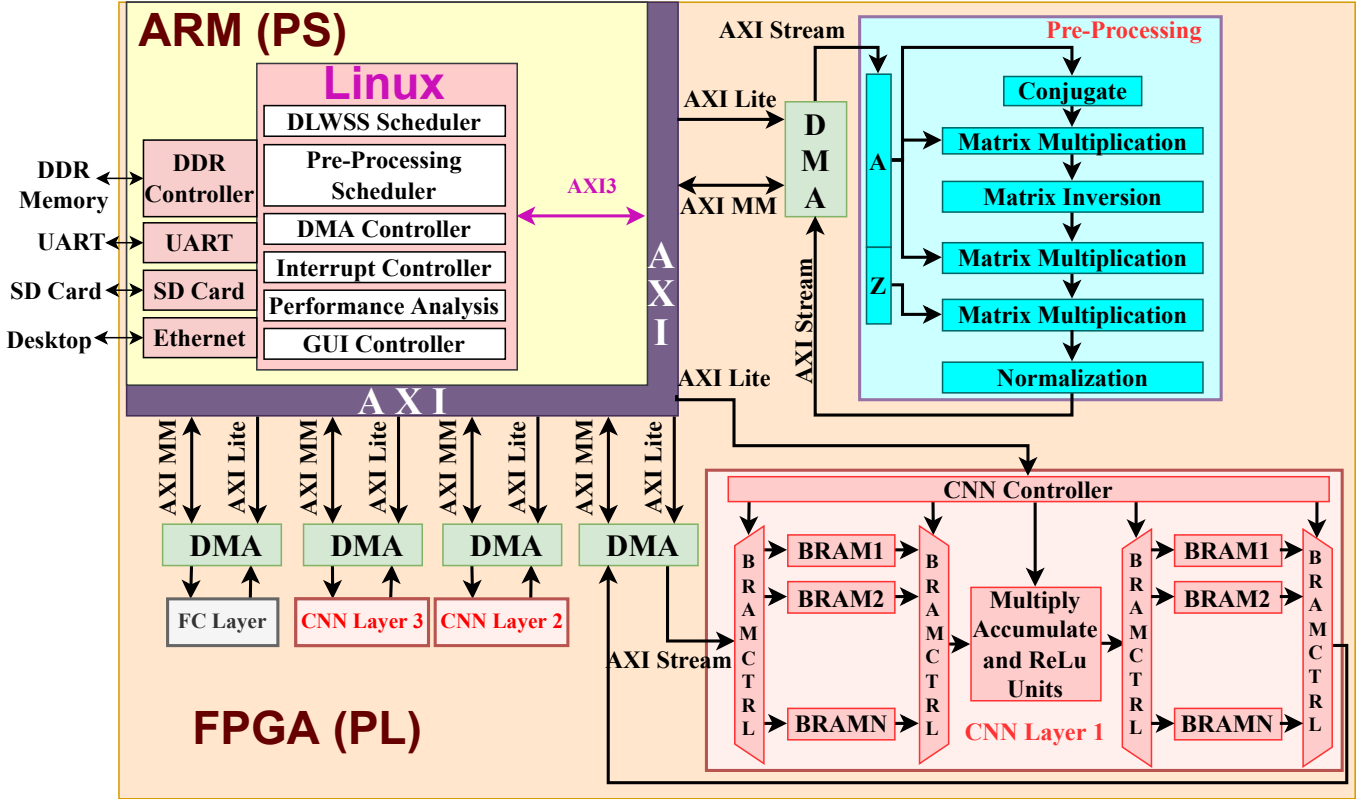 ARM (PS)
Linux
DLWSS Scheduler
Pre-Processing
Scheduler
DMA Controller
Interrupt Controller
Performance Analysis
GUI Controller
DDR
Memory
UART
SD Card
Desktop
DDR
Controller
UART
SD Card
Ethernet
AXI3
AXI
AXI
AXI Lite
AXI MM
AXI Stream
DMA
AXI Stream
Pre-Processing
A
Z
Conjugate
Matrix Multiplication
Matrix Inversion
Matrix Multiplication
Matrix Multiplication
Normalization
AXI Lite
AXI MM
AXI Lite
AXI MM
AXI Lite
AXI MM
AXI Lite
AXI MM
AXI Lite
DMA
DMA
DMA
DMA
FC Layer
CNN Layer 3
CNN Layer 2
AXI Stream
CNN Controller
BRAMCTRL
BRAM1
BRAM2
BRAMN
BRAMCTRL
Multiply
Accumulate
and ReLu
Units
BRAMCTRL
BRAM1
BRAM2
BRAMN
BRAMCTRL
CNN Layer 1
FPGA (PL)